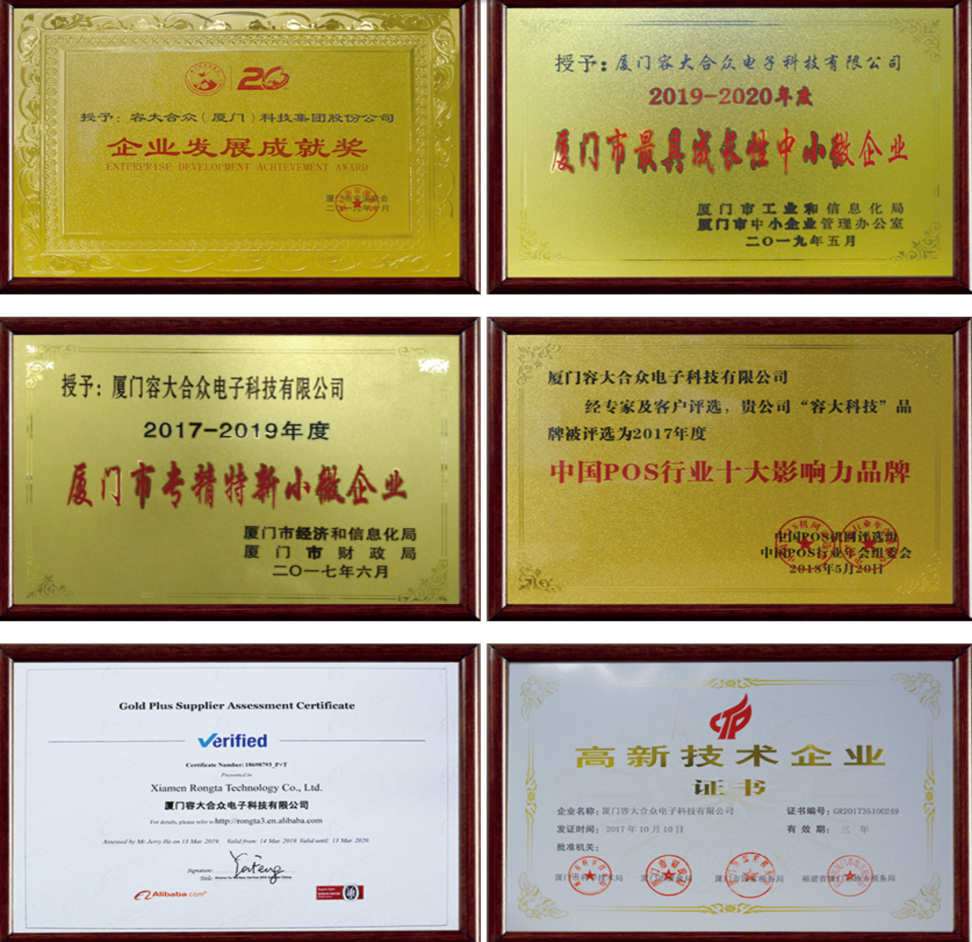 20
授予：容大合众（厦门）科技集团股份公司
企业发展成就奖
ENTERPRISE DEVELOPMENT ACHIEVEMENT AWARD
授予：厦门容大合众电子科技有限公司
2019-2020年度
厦门市最具成长性中小微企业
厦门市工业和信息化局
厦门市中小企业管理办公室
二〇一九年五月
授予：厦门容大合众电子科技有限公司
2017-2019年度
厦门市专精特新小微企业
厦门市经济和信息化局
厦门市财政局
二〇一七年六月
厦门容大合众电子科技有限公司
经专家及客户评选，贵公司“容大科技”品
牌被评选为2017年度
中国POS行业十大影响力品牌
中国POS机网评选组
中国POS行业年会组委会
2018年5月20日
Gold Plus Supplier Assessment Certificate
Verified
Certificate Number: 18698793_P+T
Presented to
Xiamen Rongta Technology Co., Ltd.
厦门容大合众电子科技有限公司
For details, please refer to http://rongta3.en.alibaba.com
Assessed by Mr Jerry He on 13 Mar. 2019 Valid from: 14 Mar. 2019, Valid until: 13 Mar. 2020.
Signature:
Title:
Alibaba.com
高新技术企业
证书
企业名称：厦门容大合众电子科技有限公司
证书编号：GR201735100249
发证时间：2017年10月10日
有效期：三年
批准机关：